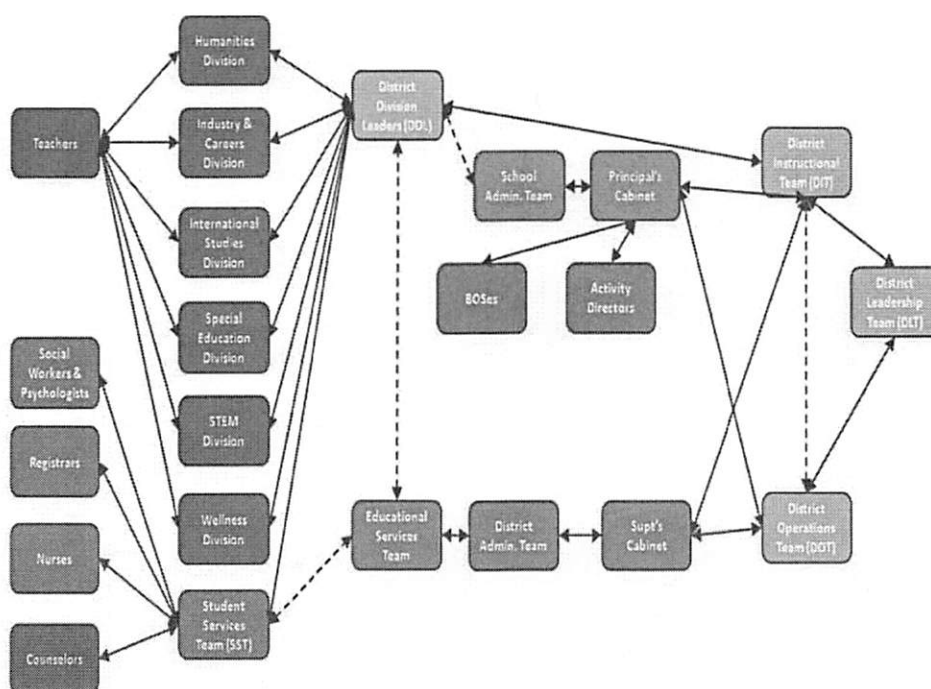 Humanities
Division
Teachers
Industry &
Careers
Division
International
Studies
Division
Special
Education
Division
STEM
Division
Wellness
Division
Social
Workers &
Psychologists
Registrars
Nurses
Counselors
Student
Services
Team (SST)
District
Division
Leaders (DDL)
School
Admin. Team
Principal's
Cabinet
BOSes
Activity
Directors
Educational
Services
Team
District
Admin. Team
Supt's
Cabinet
District
Instructional
Team (DIT)
District
Leadership
Team (DLT)
District
Operations
Team (DOT)